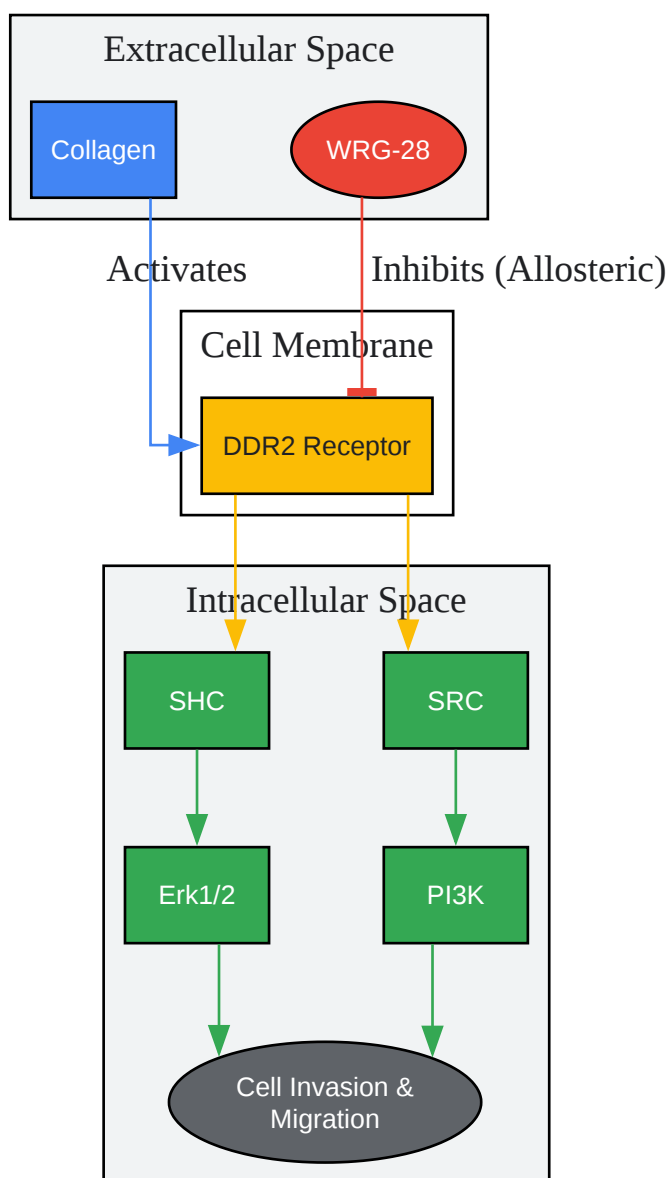 Extracellular Space
Collagen
WRG-28
Activates
Inhibits (Allosteric)
Cell Membrane
DDR2 Receptor
Intracellular Space
SHC
SRC
Erk1/2
PI3K
Cell Invasion &
Migration